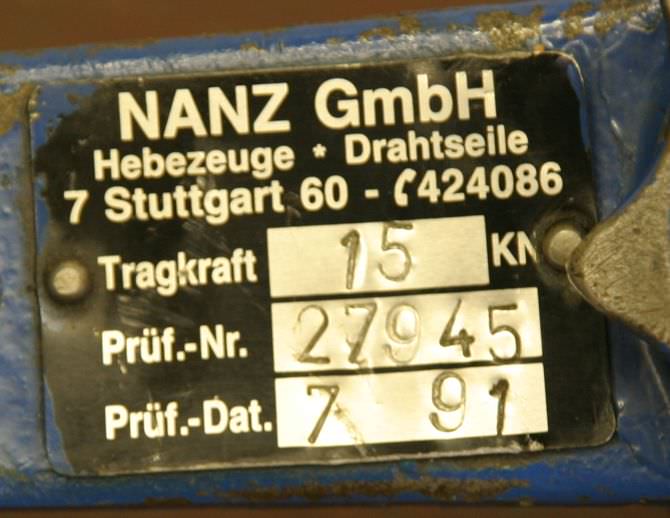 NANZ GmbH
Hebezeuge * Drahtseile
7 Stuttgart 60 - ✆424086
Tragkraft 15 KN
Prüf.-Nr. 27945
Prüf.-Dat. 7 91